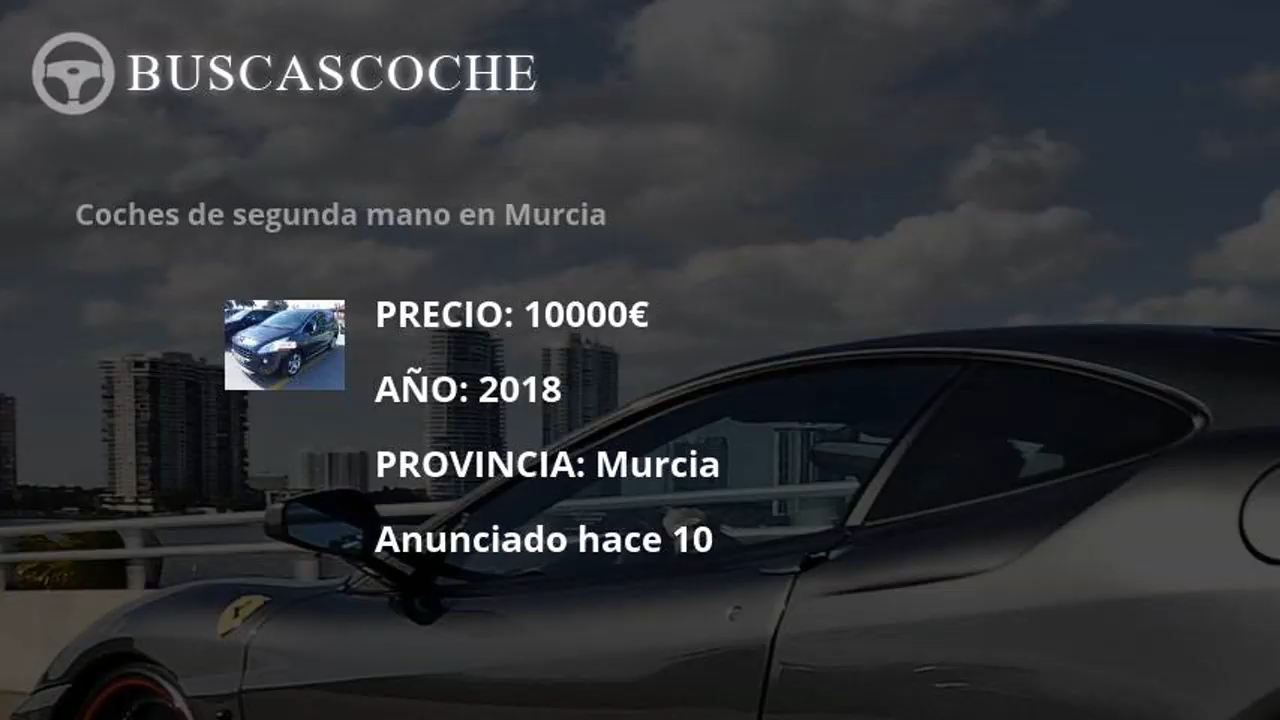 BUSCASCOCHE
Coches de segunda mano en Murcia
PRECIO: 10000€
AÑO: 2018
PROVINCIA: Murcia
Anunciado hace 10